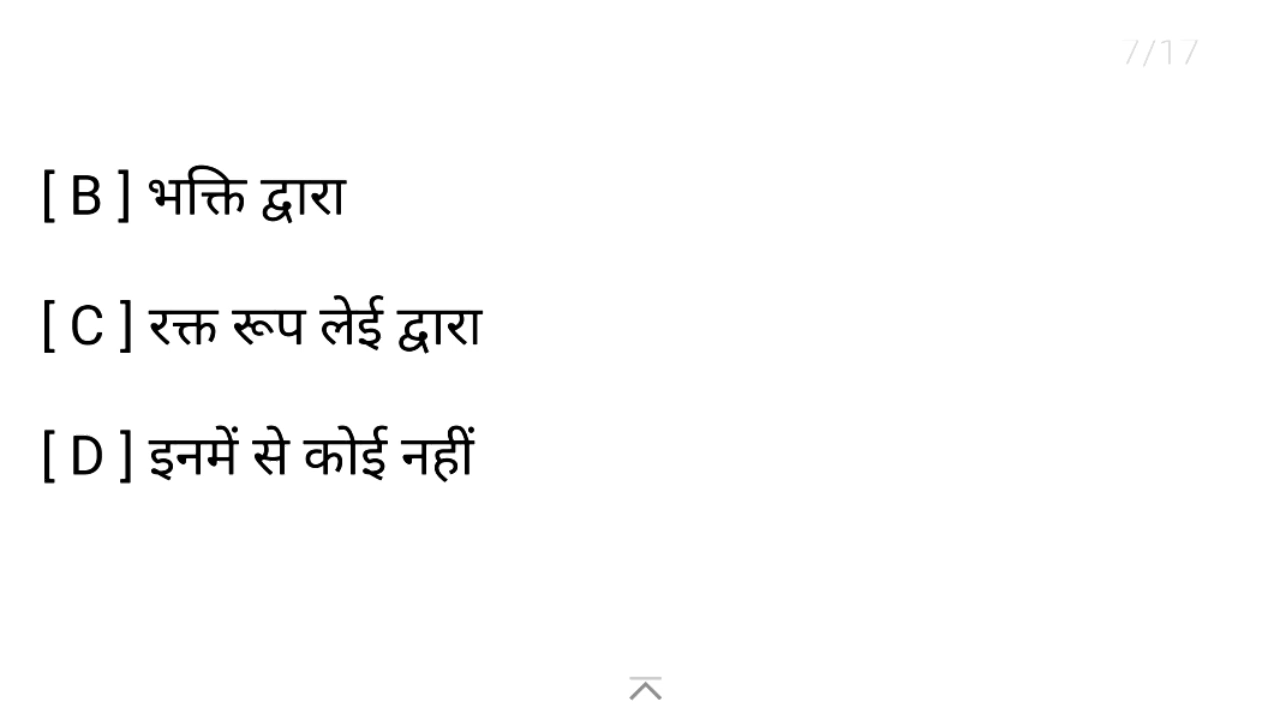 7/17
[ B ] भक्ति द्वारा
[ C ] रक्त रूप लेई द्वारा
[ D ] इनमें से कोई नहीं